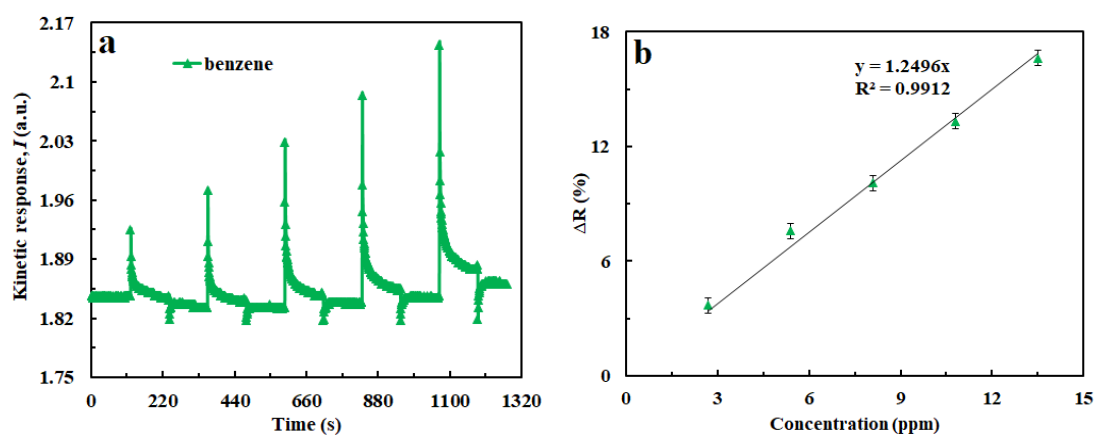 a
benzene
Kinetic response, I (a.u.)
2.17
2.1
2.03
1.96
1.89
1.82
1.75
0 220 440 660 880 1100 1320
Time (s)
b
y = 1.2496x
R² = 0.9912
ΔR (%)
18
12
6
0
0 3 6 9 12 15
Concentration (ppm)